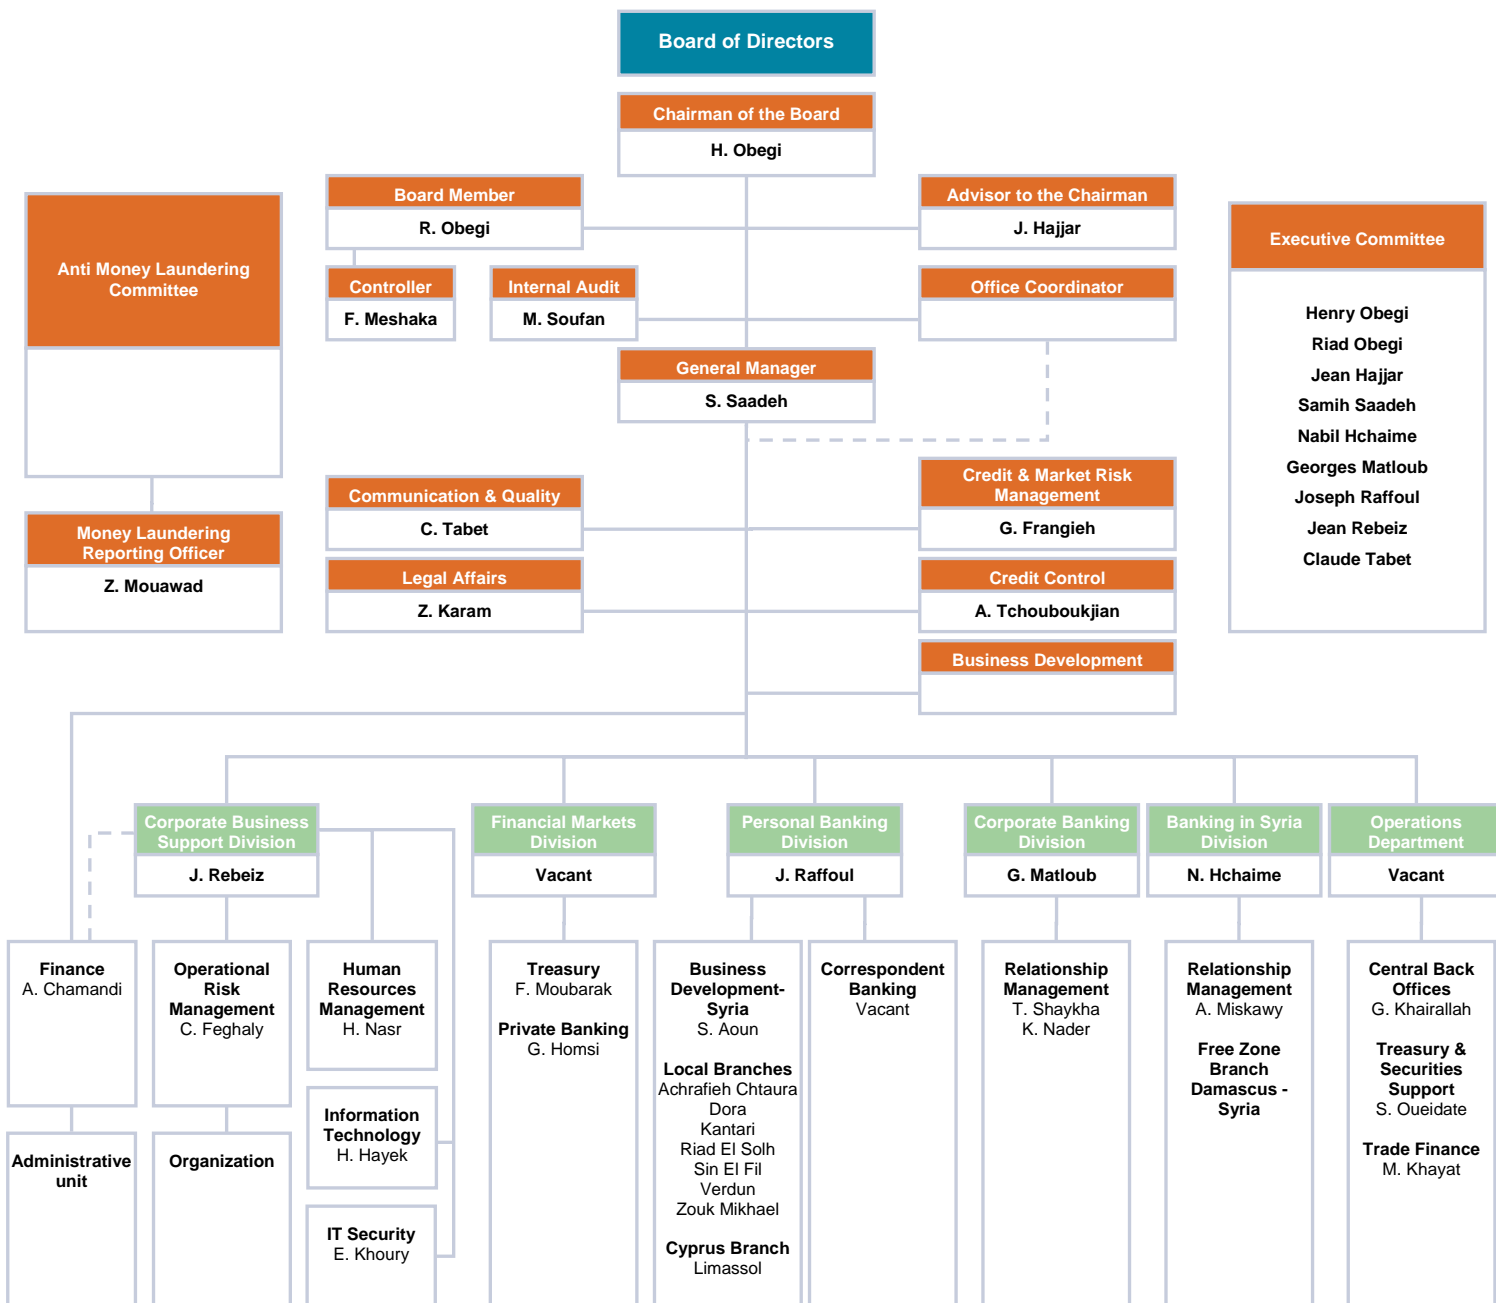 Board of Directors
Chairman of the Board
H. Obegi
Board Member
R. Obegi
Advisor to the Chairman
J. Hajjar
Anti Money Laundering
Committee
Executive Committee
Henry Obegi
Riad Obegi
Jean Hajjar
Samih Saadeh
Nabil Hchaime
Georges Matloub
Joseph Raffoul
Jean Rebeiz
Claude Tabet
Controller
F. Meshaka
Internal Audit
M. Soufan
Office Coordinator
General Manager
S. Saadeh
Money Laundering
Reporting Officer
Z. Mouawad
Communication & Quality
C. Tabet
Credit & Market Risk
Management
G. Frangieh
Legal Affairs
Z. Karam
Credit Control
A. Tchouboukjian
Business Development
Corporate Business
Support Division
J. Rebeiz
Financial Markets
Division
Vacant
Personal Banking
Division
J. Raffoul
Corporate Banking
Division
G. Matloub
Banking in Syria
Division
N. Hchaime
Operations
Department
Vacant
Finance
A. Chamandi
Administrative
unit
Operational
Risk
Management
C. Feghaly
Organization
Human
Resources
Management
H. Nasr
Information
Technology
H. Hayek
IT Security
E. Khoury
Treasury
F. Moubarak
Private Banking
G. Homsi
Business
Development-
Syria
S. Aoun
Local Branches
Achrafieh Chtaura
Dora
Kantari
Riad El Solh
Sin El Fil
Verdun
Zouk Mikhael
Cyprus Branch
Limassol
Correspondent
Banking
Vacant
Relationship
Management
T. Shaykha
K. Nader
Relationship
Management
A. Miskawy
Free Zone
Branch
Damascus -
Syria
Central Back
Offices
G. Khairallah
Treasury &
Securities
Support
S. Oueidate
Trade Finance
M. Khayat